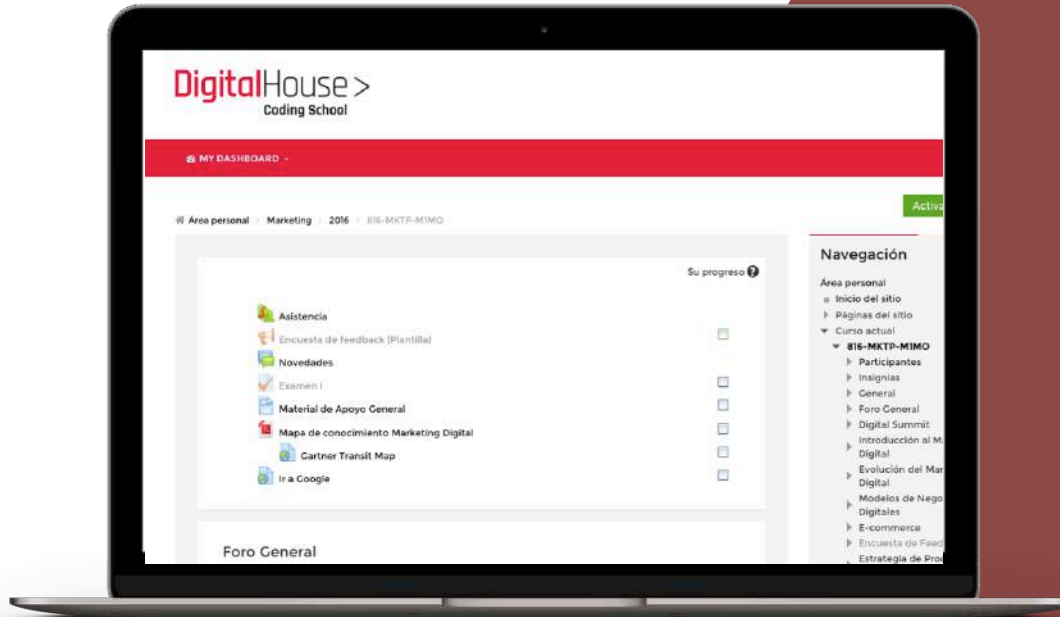 DigitalHouse>
Coding School
MY DASHBOARD
Área personal
Marketing
2016
816-MKTP-M1MO
Activa
Su progreso
Asistencia
Encuesta de feedback (Plantilla)
Novedades
Examen I
Material de Apoyo General
Mapa de conocimiento Marketing Digital
Gartner Transit Map
Ir a Google
Foro General
Navegación
Área personal
Inicio del sitio
Páginas del sitio
Curso actual
816-MKTP-M1MO
Participantes
Insignias
General
Foro General
Digital Summit
Introducción al M
Digital
Evolución del Mar
Digital
Modelos de Nego
Digitales
E-commerce
Encuesta de Feed
Estrategia de Pro